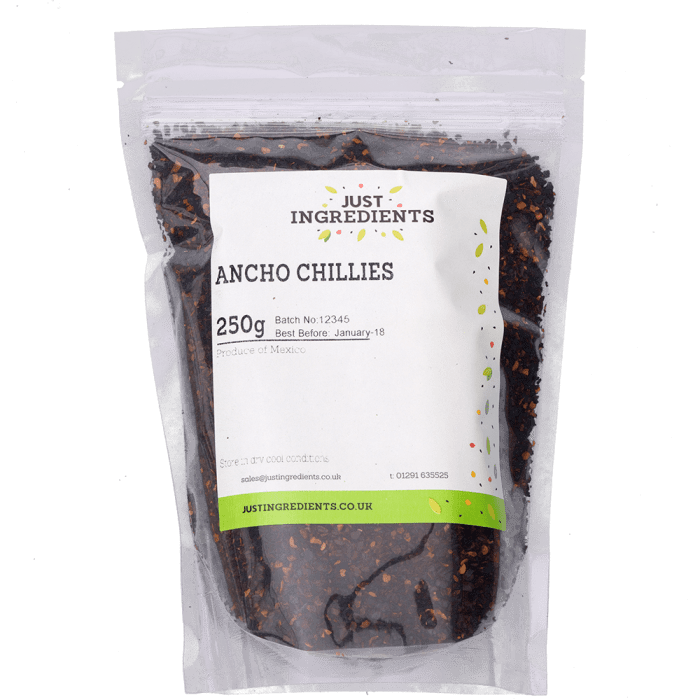 JUST
INGREDIENTS
ANCHO CHILLIES
250g
Batch No:12345
Best Before: January-18
Produce of Mexico
Store in dry cool conditions
sales@justingredients.co.uk
t: 01291 635525
JUSTINGREDIENTS.CO.UK